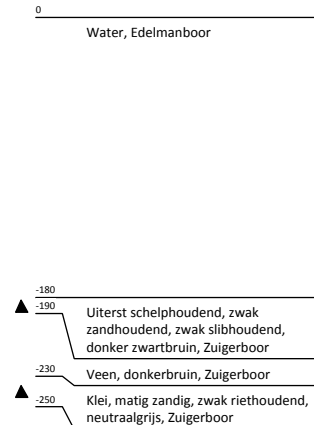 0
Water, Edelmanboor
-180
-190
Uiterst schelphoudend, zwak
zandhoudend, zwak slibhoudend,
donker zwartbruin, Zuigerboor
-230
Veen, donkerbruin, Zuigerboor
-250
Klei, matig zandig, zwak riethoudend,
neutraalgrijs, Zuigerboor